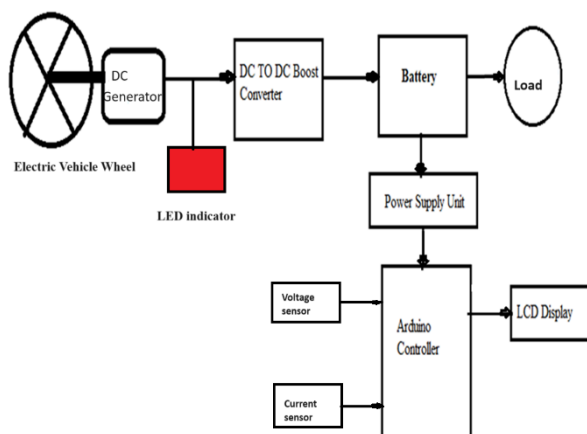 DC
Generator
DC TO DC Boost
Converter
Battery
Load
Electric Vehicle Wheel
LED indicator
Power Supply Unit
Voltage
sensor
Arduino
Controller
LCD Display
Current
sensor